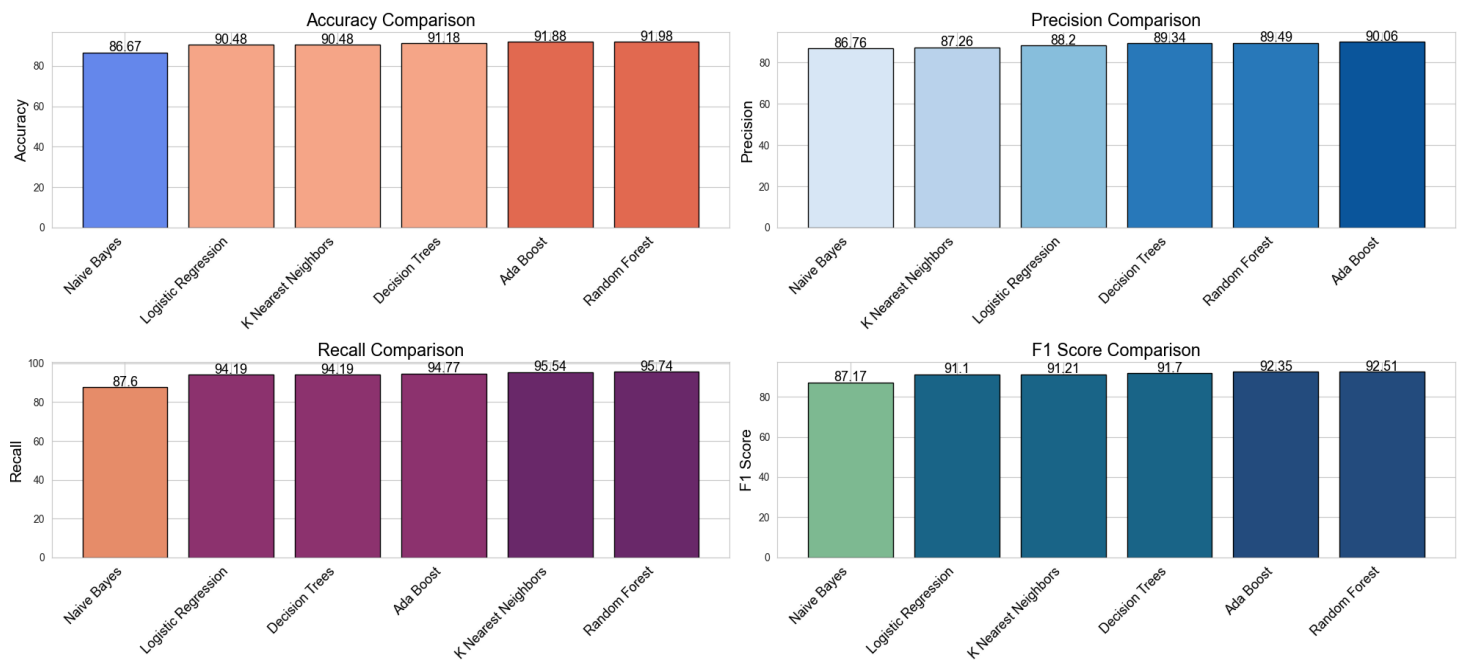 Accuracy Comparison
Accuracy
80
60
40
20
0
86.67
90.48
90.48
91.18
91.88
91.98
Naive Bayes
Logistic Regression
K Nearest Neighbors
Decision Trees
Ada Boost
Random Forest
Precision Comparison
Precision
80
60
40
20
0
86.76
87.26
88.2
89.34
89.49
90.06
Naive Bayes
K Nearest Neighbors
Logistic Regression
Decision Trees
Random Forest
Ada Boost
Recall Comparison
Recall
100
80
60
40
20
0
87.6
94.19
94.19
94.77
95.54
95.74
Naive Bayes
Logistic Regression
Decision Trees
Ada Boost
K Nearest Neighbors
Random Forest
F1 Score Comparison
F1 Score
80
60
40
20
0
87.17
91.1
91.21
91.7
92.35
92.51
Naive Bayes
Logistic Regression
K Nearest Neighbors
Decision Trees
Ada Boost
Random Forest